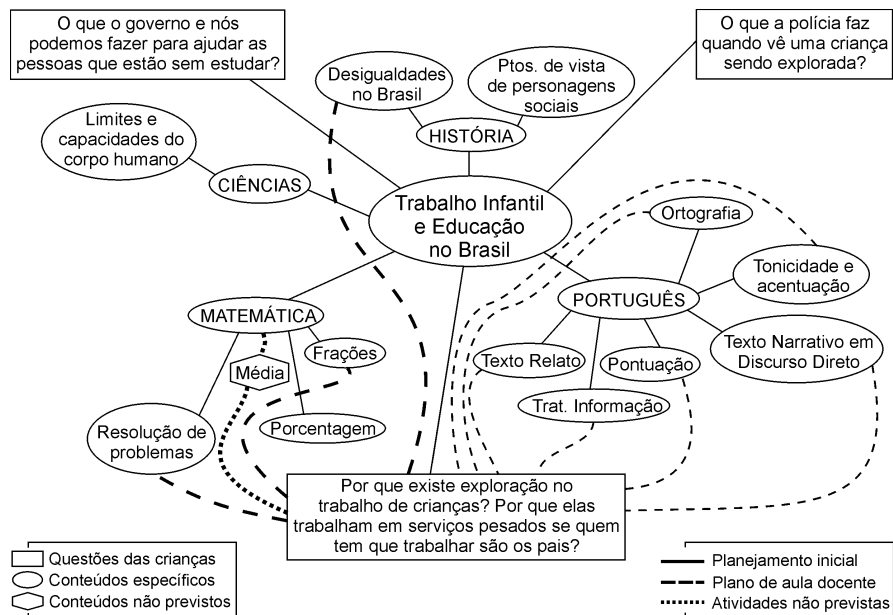 O que o governo e nós
podemos fazer para ajudar as
pessoas que estão sem estudar?
O que a polícia faz
quando vê uma criança
sendo explorada?
Desigualdades
no Brasil
Ptos. de vista
de personagens
sociais
HISTÓRIA
Limites e
capacidades do
corpo humano
CIÊNCIAS
Trabalho Infantil
e Educação
no Brasil
Ortografia
Tonicidade e
acentuação
PORTUGUÊS
Texto Narrativo em
Discurso Direto
Texto Relato
Pontuação
Trat. Informação
MATEMÁTICA
Frações
Média
Porcentagem
Resolução de
problemas
Por que existe exploração no
trabalho de crianças? Por que elas
trabalham em serviços pesados se quem
tem que trabalhar são os pais?
Questões das crianças
Conteúdos específicos
Conteúdos não previstos
Planejamento inicial
Plano de aula docente
Atividades não previstas